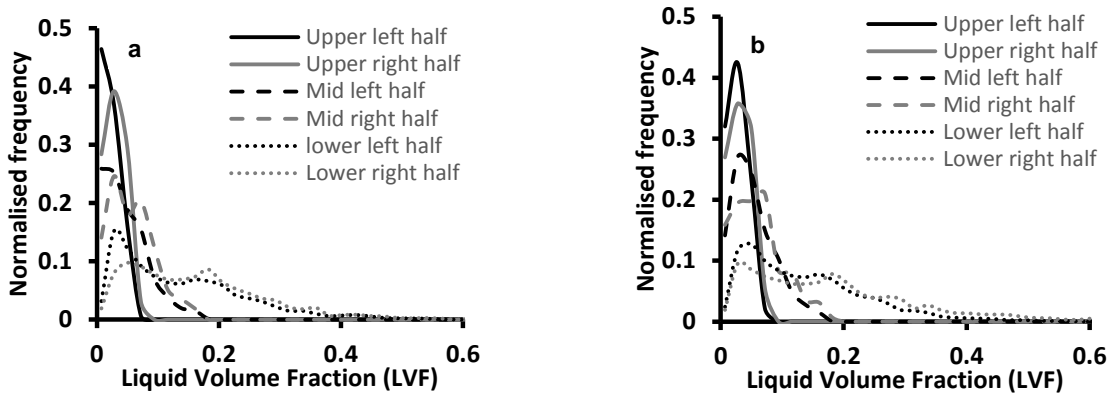 0.5
0.4
0.3
0.2
0.1
0
Normalised frequency
a
Upper left half
Upper right half
Mid left half
Mid right half
lower left half
Lower right half
0 0.2 0.4 0.6
Liquid Volume Fraction (LVF)
0.5
0.4
0.3
0.2
0.1
0
Normalised frequency
b
Upper left half
Upper right half
Mid left half
Mid right half
Lower left half
Lower right half
0 0.2 0.4 0.6
Liquid Volume Fraction (LVF)